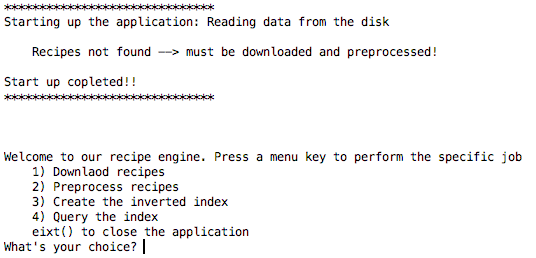 ******************************
Starting up the application: Reading data from the disk
Recipes not found ——> must be downloaded and preprocessed!
Start up copleted!!
******************************
Welcome to our recipe engine. Press a menu key to perform the specific job
1) Downlaod recipes
2) Preprocess recipes
3) Create the inverted index
4) Query the index
eixt() to close the application
What's your choice?